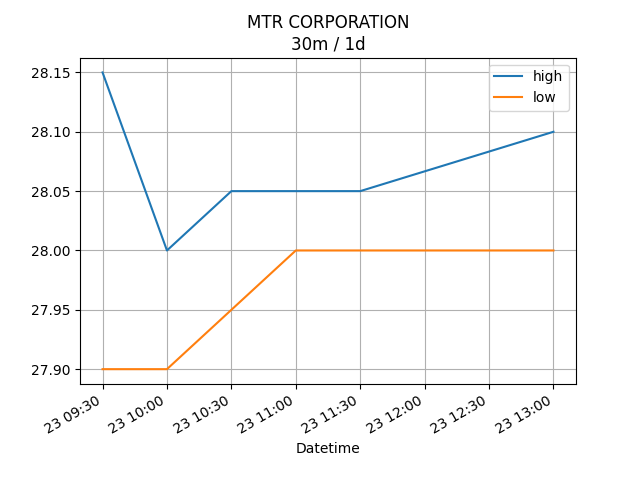 MTR CORPORATION
30m / 1d
high
low
28.15
28.10
28.05
28.00
27.95
27.90
23 09:30
23 10:00
23 10:30
23 11:00
23 11:30
23 12:00
23 12:30
23 13:00
Datetime